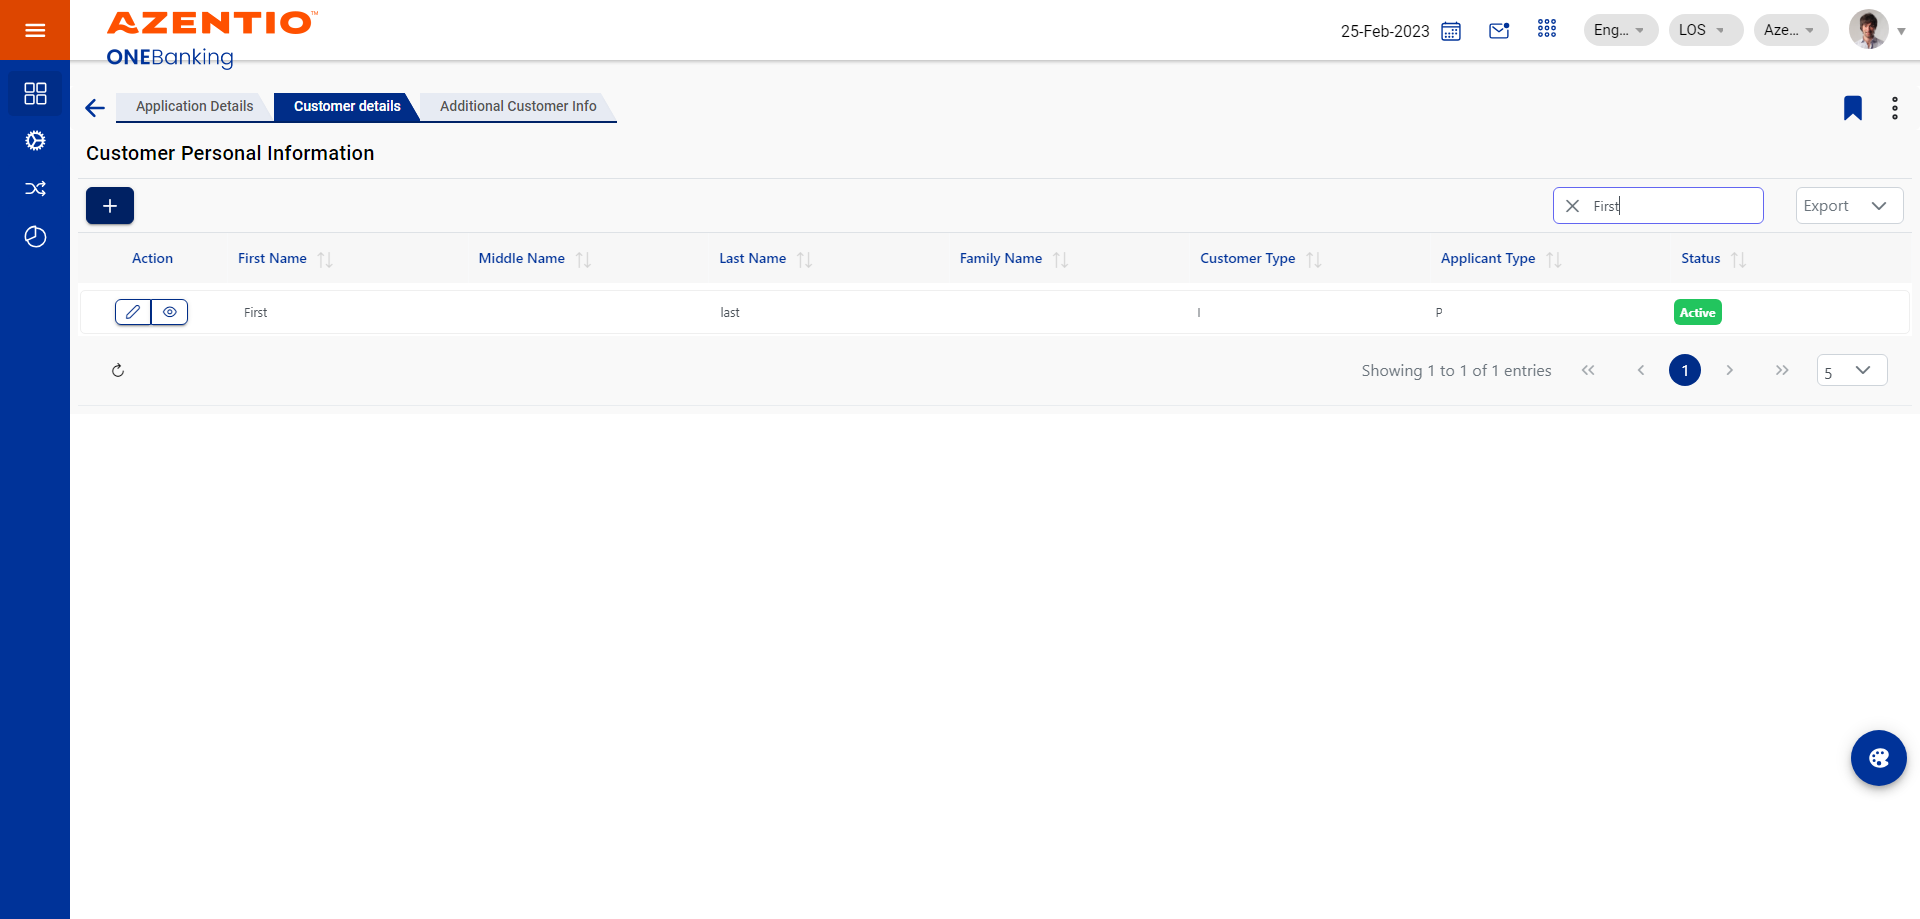 AZENTIO™
ONEBanking
25-Feb-2023
Eng...
LOS
Aze...
Application Details
Customer details
Additional Customer Info
Customer Personal Information
First
Export
Action
First Name
Middle Name
Last Name
Family Name
Customer Type
Applicant Type
Status
First
last
I
P
Active
Showing 1 to 1 of 1 entries
1
5